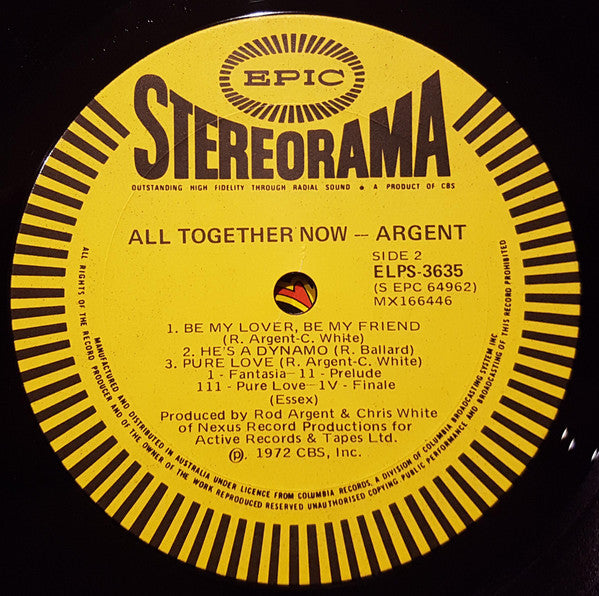 EPIC
STEREORAMA
OUTSTANDING HIGH FIDELITY THROUGH RADIAL SOUND • A PRODUCT OF CBS
ALL TOGETHER NOW — ARGENT
SIDE 2
ELPS-3635
(S EPC 64962)
MX166446
1. BE MY LOVER, BE MY FRIEND
(R. Argent-C. White)
2. HE'S A DYNAMO (R. Ballard)
3. PURE LOVE (R. Argent-C. White)
1 - Fantasia—11 - Prelude
111 - Pure Love—1V - Finale
(Essex)
Produced by Rod Argent & Chris White
of Nexus Record Productions for
Active Records & Tapes Ltd.
℗. 1972 CBS, Inc.
MANUFACTURED AND DISTRIBUTED IN AUSTRALIA UNDER LICENCE FROM COLUMBIA RECORDS, A DIVISION OF COLUMBIA BROADCASTING SYSTEM INC
ALL RIGHTS OF THE RECORD PRODUCER AND OF THE OWNER OF THE WORK REPRODUCED RESERVED UNAUTHORISED COPYING PUBLIC PERFORMANCE AND BROADCASTING OF THIS RECORD PROHIBITED